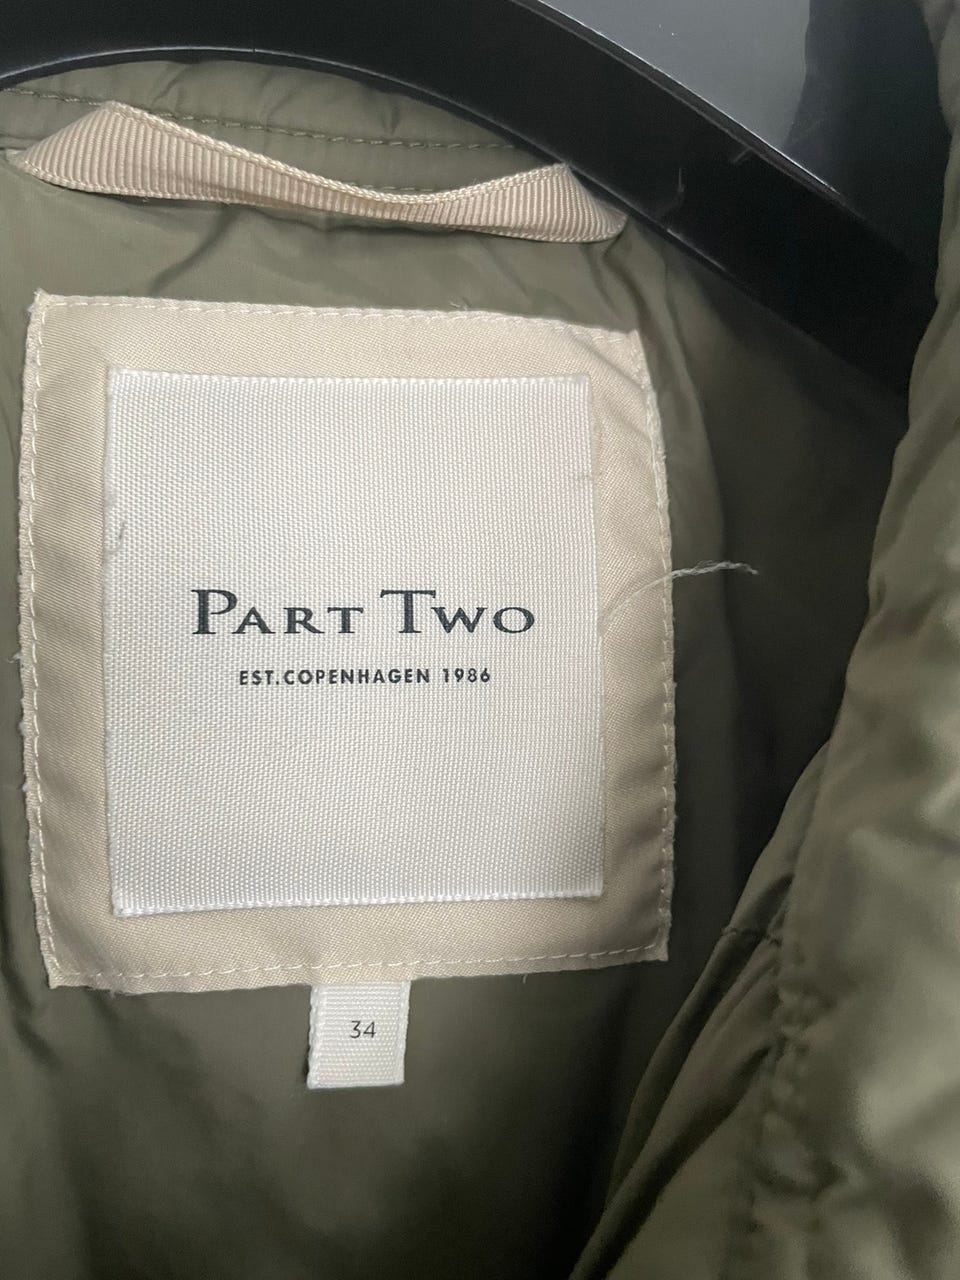 PART TWO
EST.COPENHAGEN 1986
34